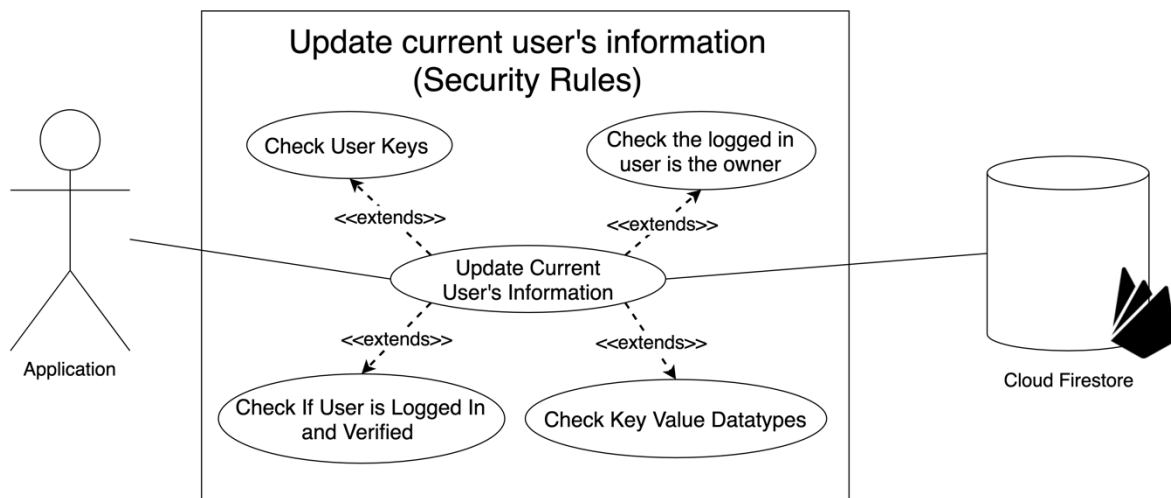 Update current user's information
(Security Rules)
Check User Keys
Check the logged in
user is the owner
<<extends>>
<<extends>>
Update Current
User's Information
<<extends>>
<<extends>>
Application
Cloud Firestore
Check If User is Logged In
and Verified
Check Key Value Datatypes